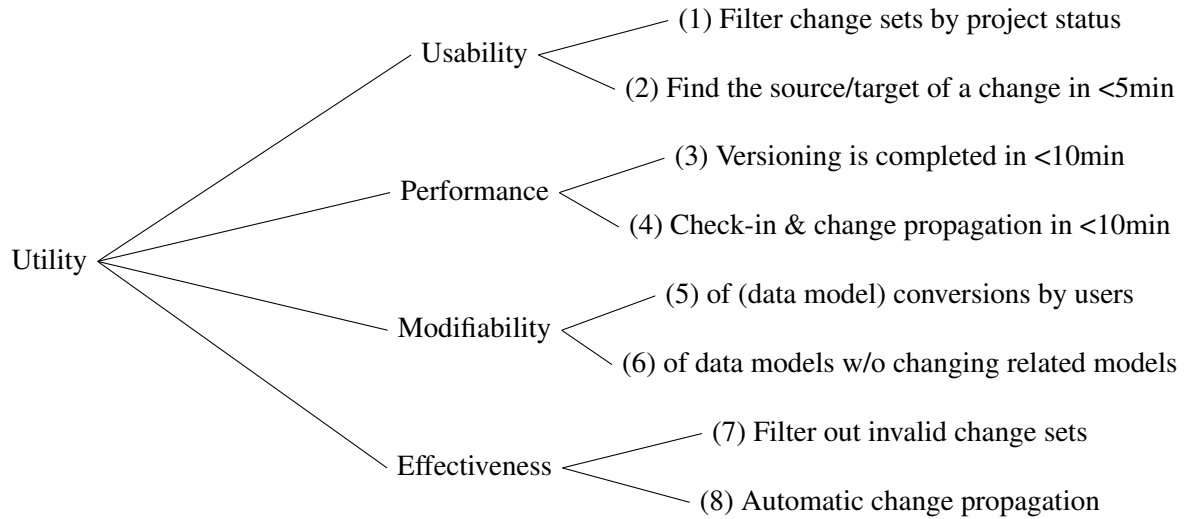 (1) Filter change sets by project status
Usability
(2) Find the source/target of a change in <5min
(3) Versioning is completed in <10min
Performance
(4) Check-in & change propagation in <10min
Utility
(5) of (data model) conversions by users
Modifiability
(6) of data models w/o changing related models
(7) Filter out invalid change sets
Effectiveness
(8) Automatic change propagation